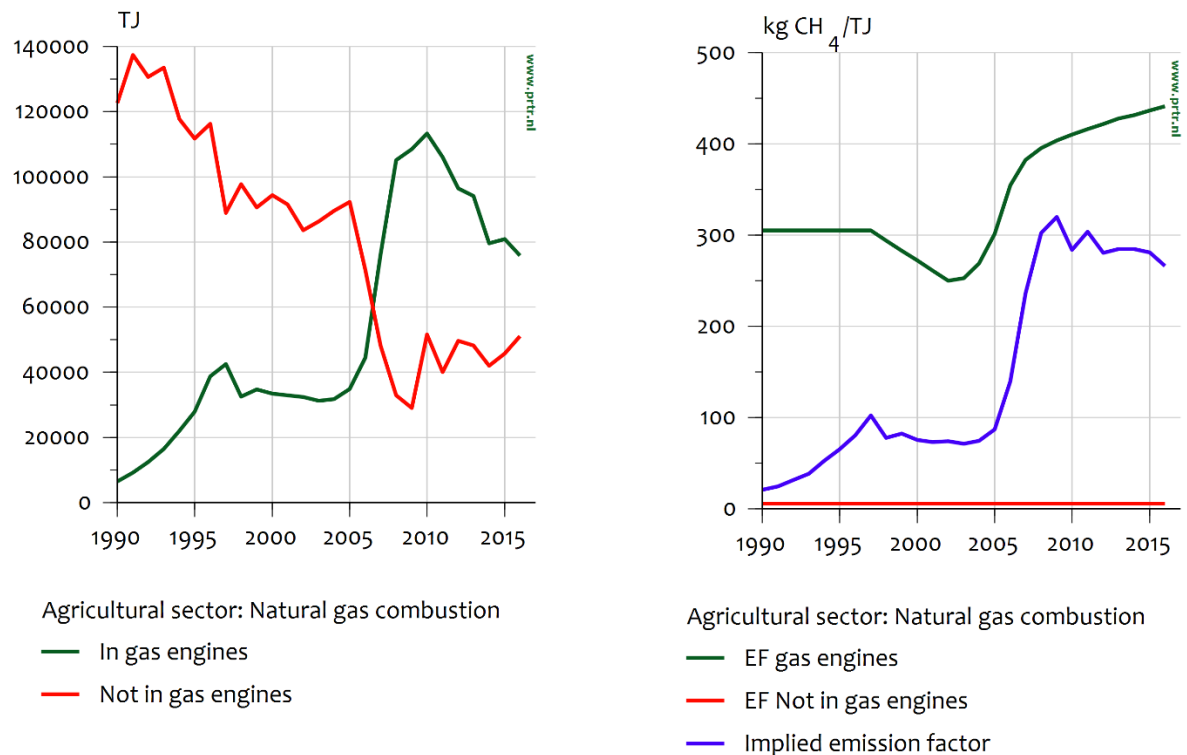 TJ
140000
120000
100000
80000
60000
40000
20000
0
1990 1995 2000 2005 2010 2015
www.prtr.nl
Agricultural sector: Natural gas combustion
In gas engines
Not in gas engines
kg CH4/TJ
500
400
300
200
100
0
1990 1995 2000 2005 2010 2015
www.prtr.nl
Agricultural sector: Natural gas combustion
EF gas engines
EF Not in gas engines
Implied emission factor